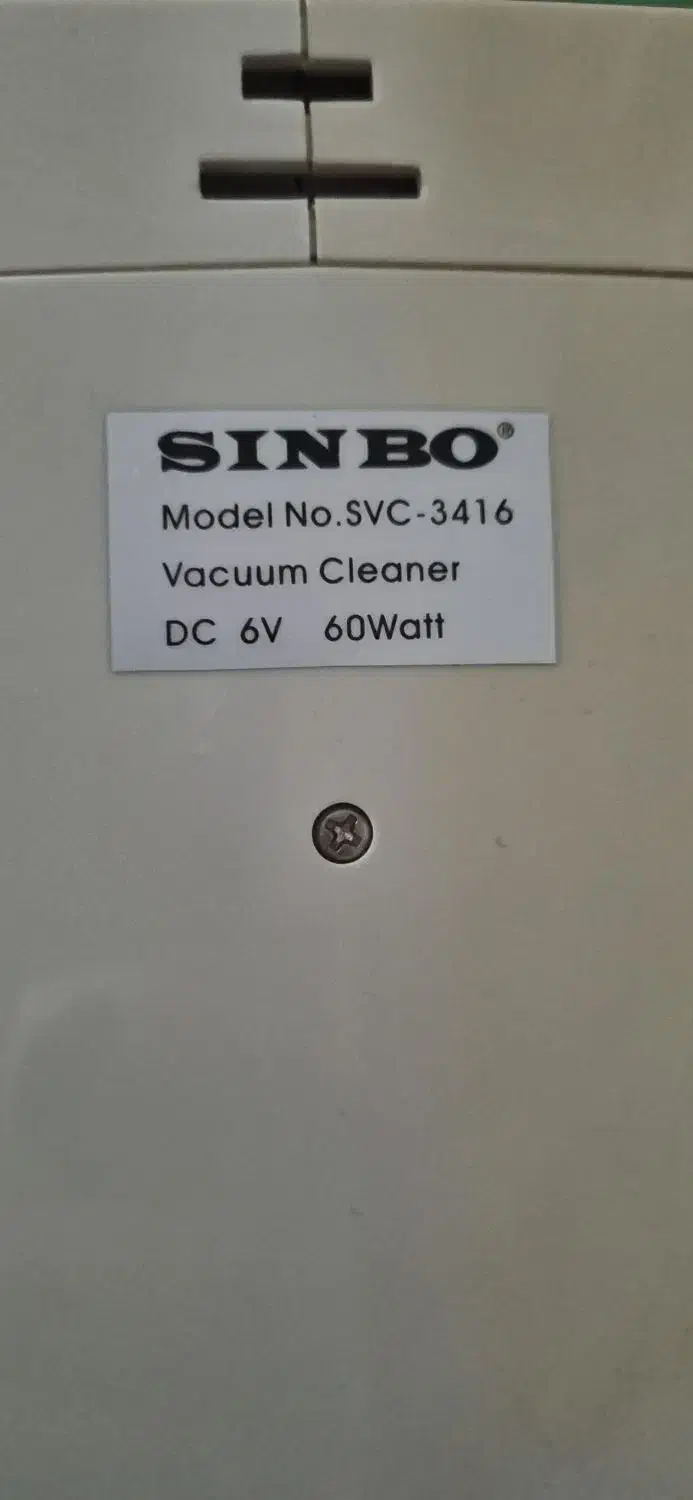 SINBO®
Model No.SVC-3416
Vacuum Cleaner
DC 6V 60Watt